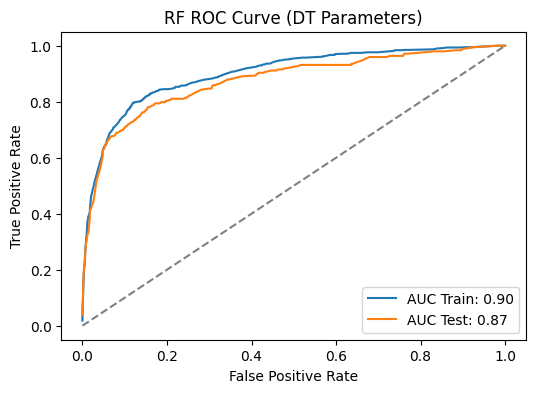 RF ROC Curve (DT Parameters)
1.0
0.8
0.6
0.4
0.2
0.0
True Positive Rate
AUC Train: 0.90
AUC Test: 0.87
0.0 0.2 0.4 0.6 0.8 1.0
False Positive Rate